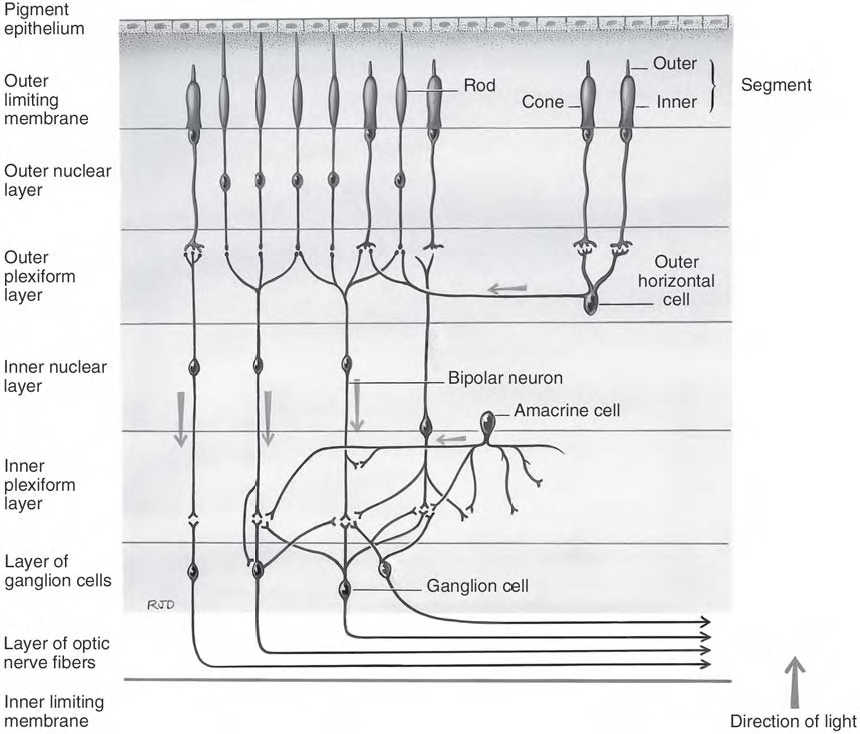 Pigment
epithelium
Outer
limiting
membrane
Outer nuclear
layer
Outer
plexiform
layer
Inner nuclear
layer
Inner
plexiform
layer
Layer of
ganglion cells
Layer of optic
nerve fibers
Inner limiting
membrane
Rod
Cone
Outer
Inner
Segment
Outer
horizontal
cell
Bipolar neuron
Amacrine cell
Ganglion cell
RJD
Direction of light